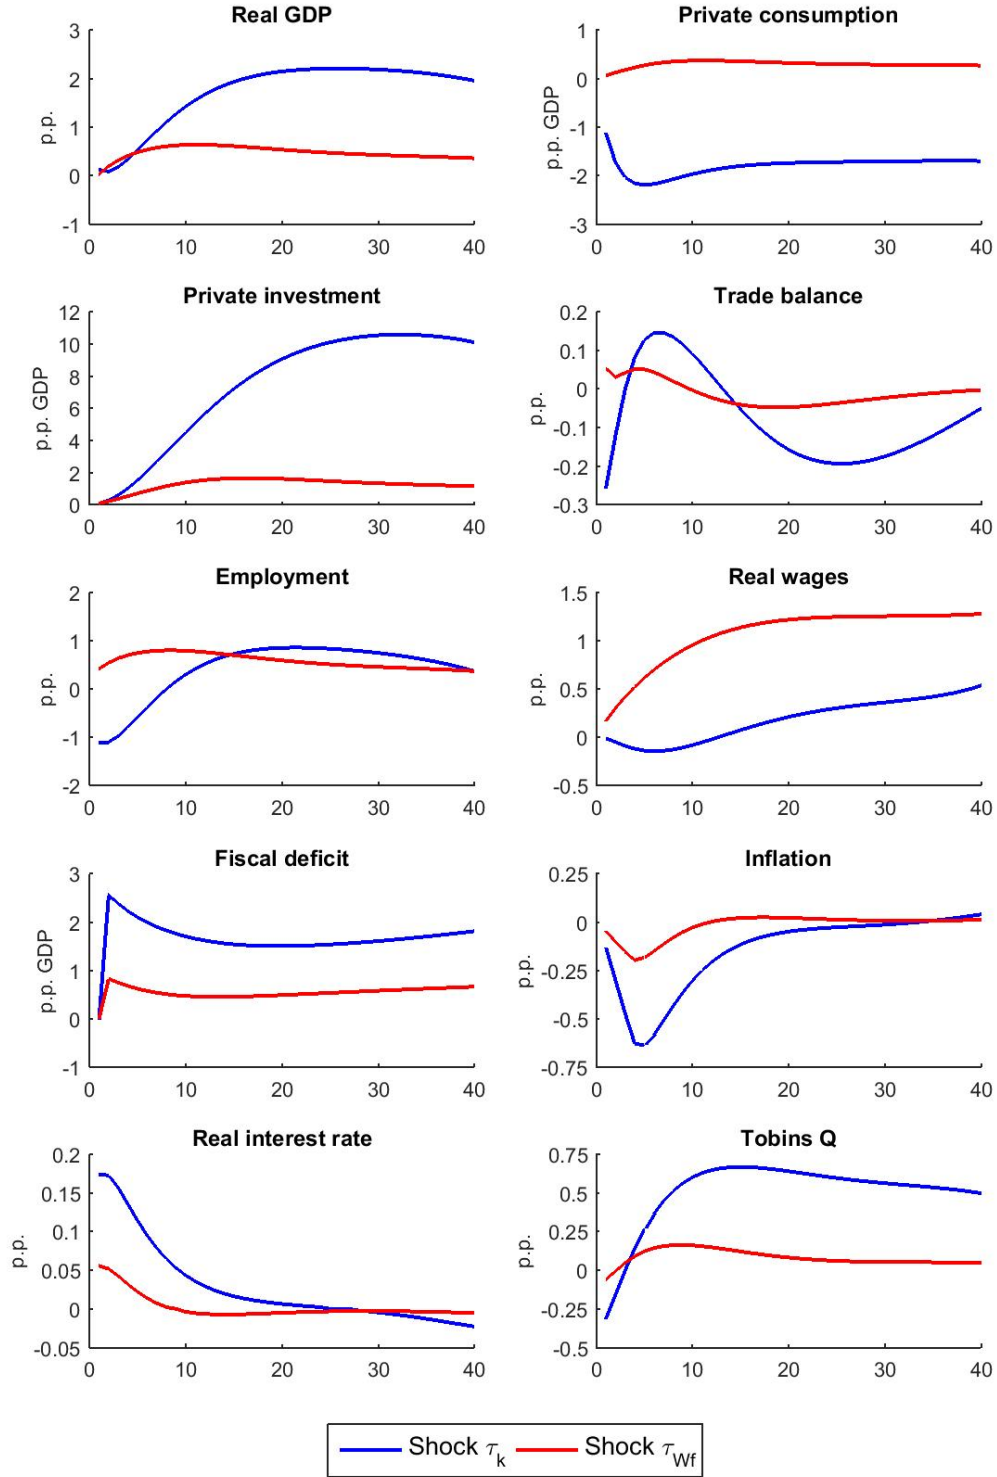 Real GDP
p.p.
3
2
1
0
-1
0 10 20 30 40
Private consumption
p.p. GDP
1
0
-1
-2
-3
0 10 20 30 40
Private investment
p.p. GDP
12
10
8
6
4
2
0
0 10 20 30 40
Trade balance
p.p.
0.2
0.1
0
-0.1
-0.2
-0.3
0 10 20 30 40
Employment
p.p.
2
1
0
-1
-2
0 10 20 30 40
Real wages
p.p.
1.5
1
0.5
0
-0.5
0 10 20 30 40
Fiscal deficit
p.p. GDP
3
2
1
0
-1
0 10 20 30 40
Inflation
p.p.
0.25
0
-0.25
-0.5
-0.75
0 10 20 30 40
Real interest rate
p.p.
0.2
0.15
0.1
0.05
0
-0.05
0 10 20 30 40
Tobins Q
p.p.
0.75
0.5
0.25
0
-0.25
-0.5
0 10 20 30 40
Shock τk Shock τWf